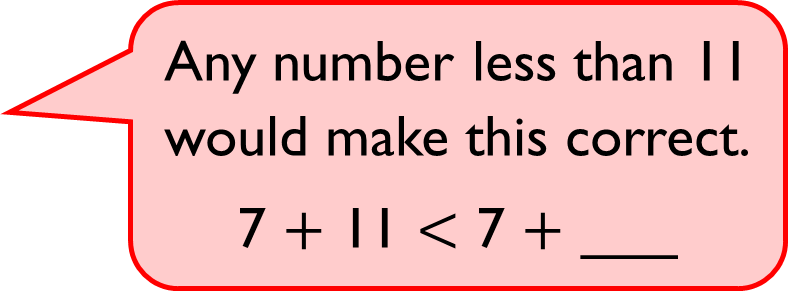 Any number less than 11
would make this correct.
7 + 11 < 7 + ___